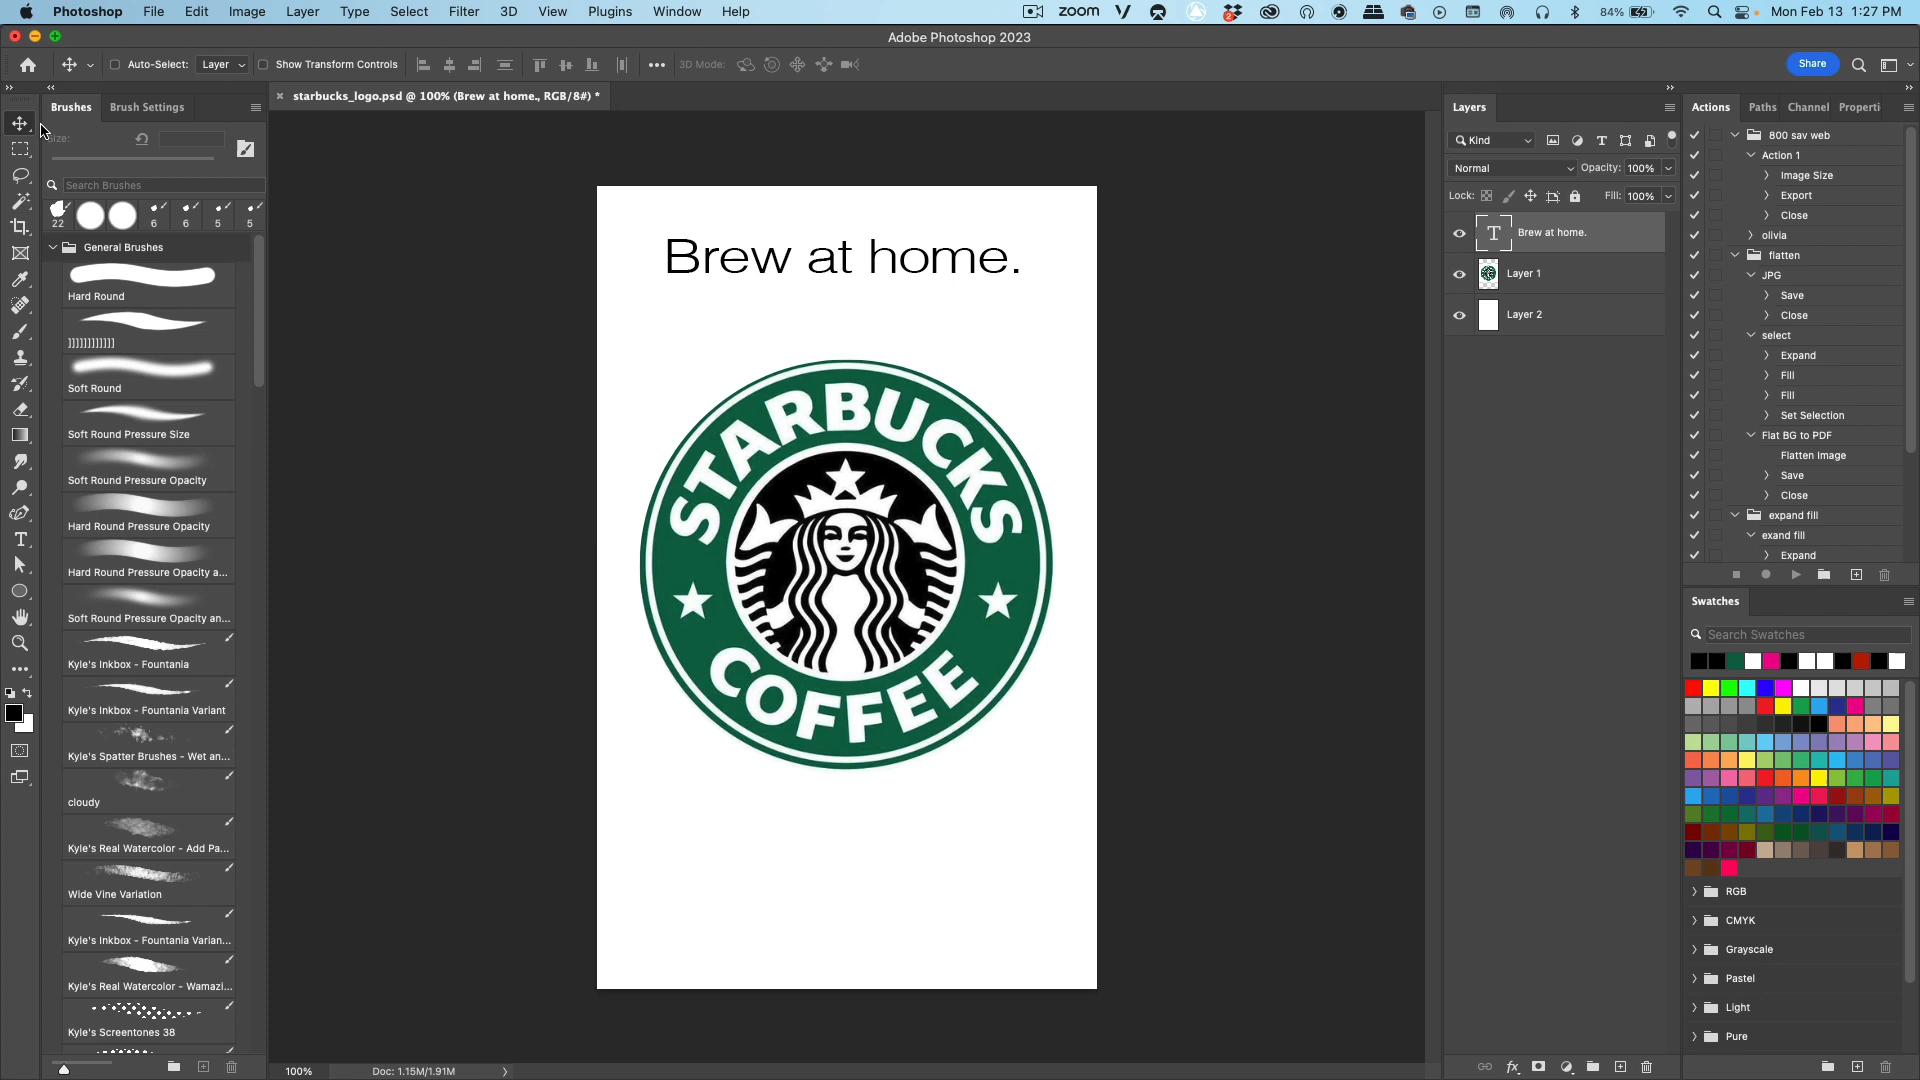 Photoshop File Edit Image Layer Type Select Filter 3D View Plugins Window Help
zoom 2 84% Mon Feb 13 1:27 PM
Adobe Photoshop 2023
Auto-Select: Layer Show Transform Controls 3D Mode: Share
Brushes Brush Settings
starbucks_logo.psd @ 100% (Brew at home., RGB/8#) *
Search Brushes
22 6 6 5 5
General Brushes
Hard Round
]]]]]]]]]]]]
Soft Round
Soft Round Pressure Size
Soft Round Pressure Opacity
Hard Round Pressure Opacity
Hard Round Pressure Opacity a...
Soft Round Pressure Opacity an...
Kyle's Inkbox - Fountania
Kyle's Inkbox - Fountania Variant
Kyle's Spatter Brushes - Wet an...
cloudy
Kyle's Real Watercolor - Add Pa...
Wide Vine Variation
Kyle's Inkbox - Fountania Varian...
Kyle's Real Watercolor - Wamazi...
Kyle's Screentones 38
Brew at home.
STARBUCKS
COFFEE
100% Doc: 1.15M/1.91M
Layers
Kind
Normal Opacity: 100%
Lock: Fill: 100%
T Brew at home.
Layer 1
Layer 2
fx
Actions Paths Channel Properti
800 sav web
Action 1
Image Size
Export
Close
olivia
flatten
JPG
Save
Close
select
Expand
Fill
Fill
Set Selection
Flat BG to PDF
Flatten Image
Save
Close
expand fill
exand fill
Expand
Swatches
Search Swatches
RGB
CMYK
Grayscale
Pastel
Light
Pure